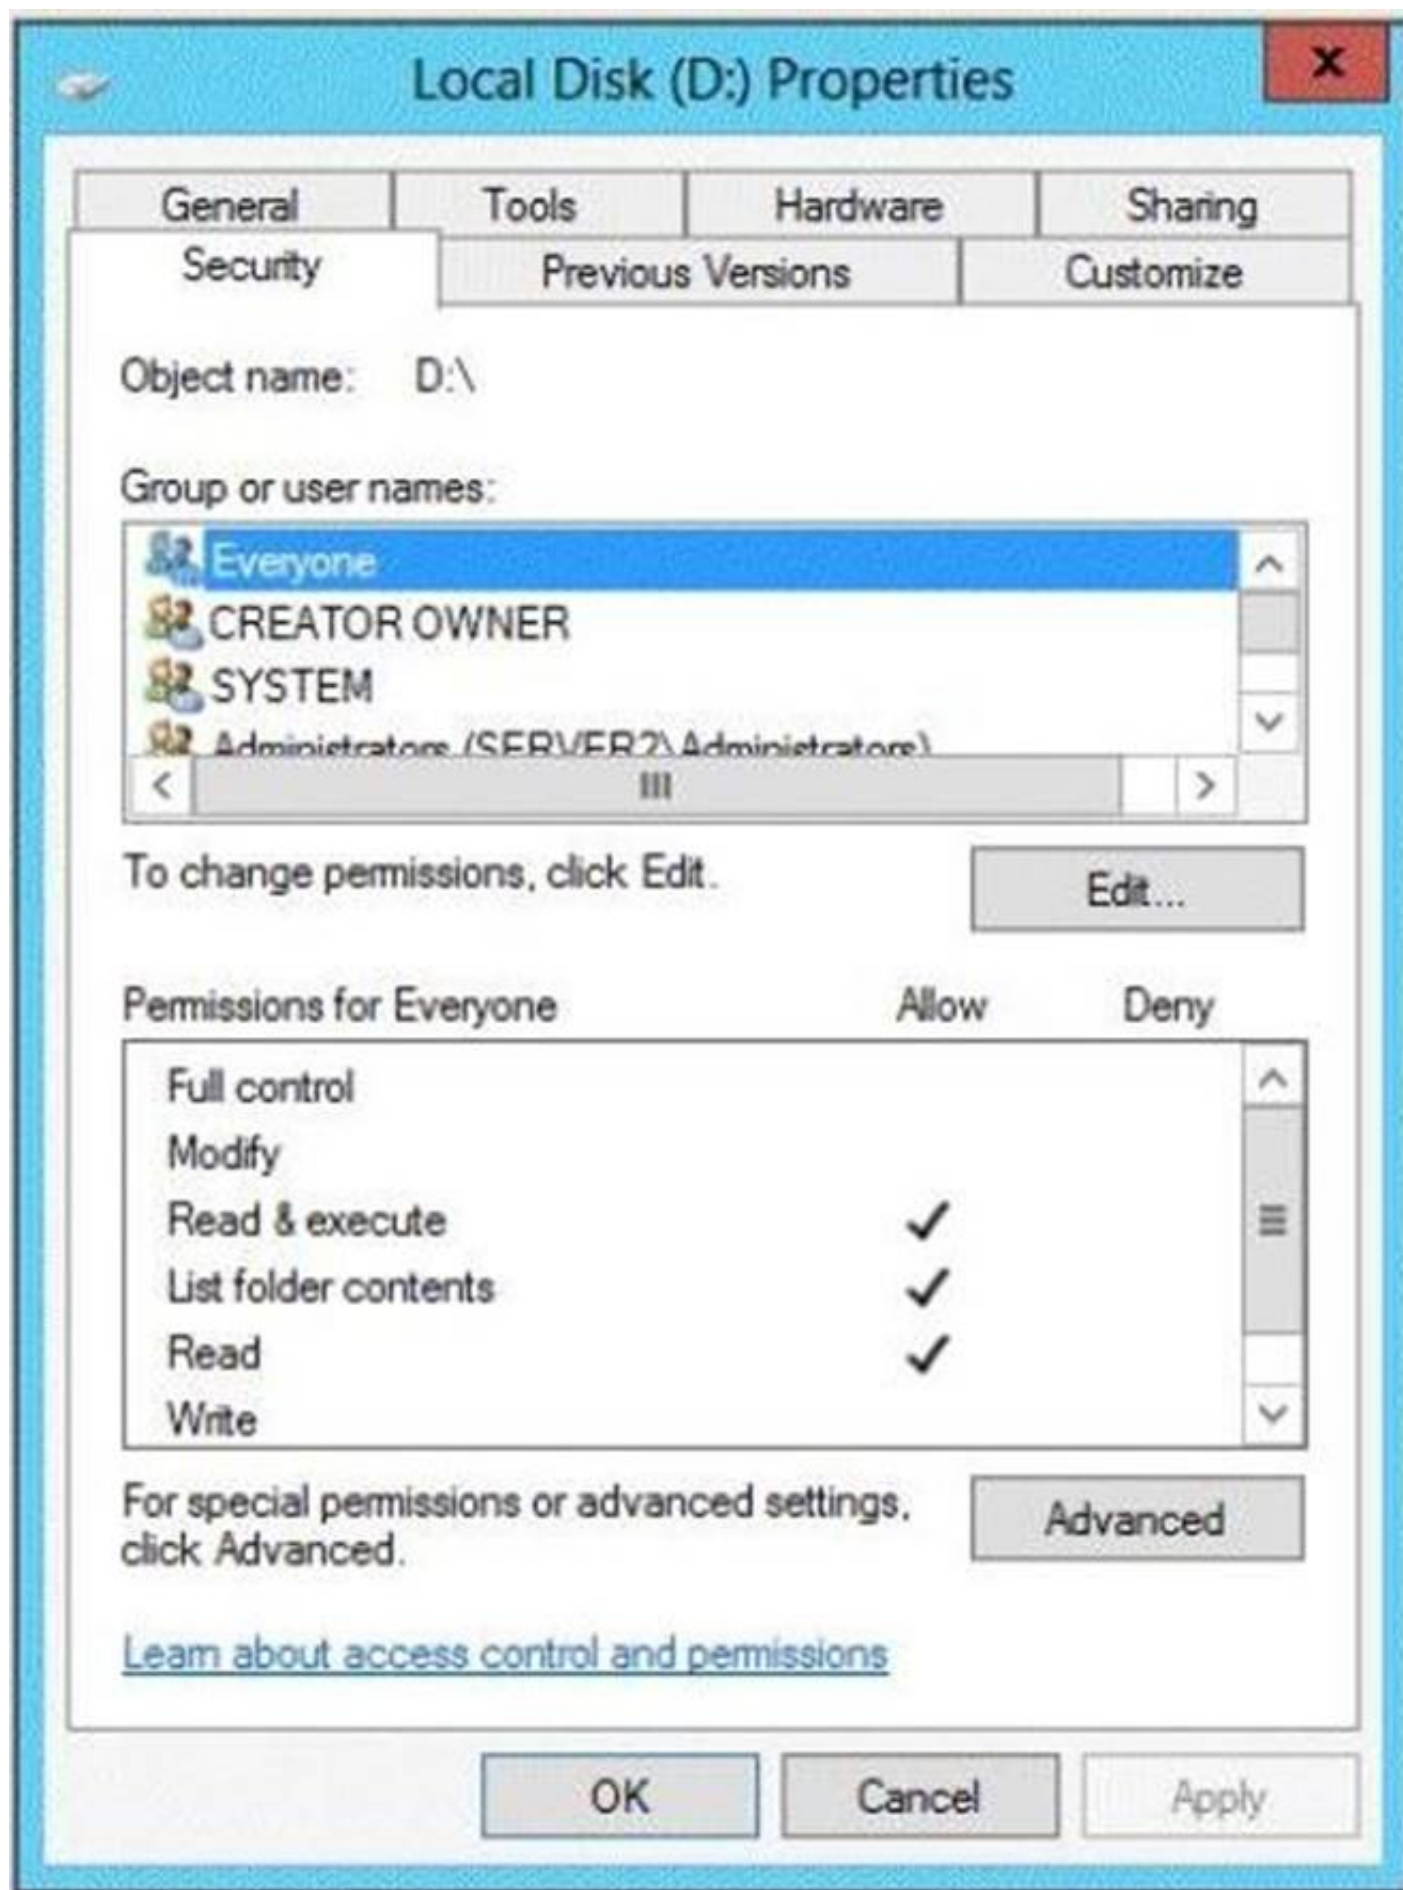 Local Disk (D:) Properties
x
General Tools Hardware Sharing
Security Previous Versions Customize
Object name: D:\
Group or user names:
Everyone
CREATOR OWNER
SYSTEM
Administrators (SERVER2\Administrators)
To change permissions, click Edit.
Edit...
Permissions for Everyone Allow Deny
Full control
Modify
Read & execute
List folder contents
Read
Write
For special permissions or advanced settings,
click Advanced.
Advanced
Learn about access control and permissions
OK Cancel Apply